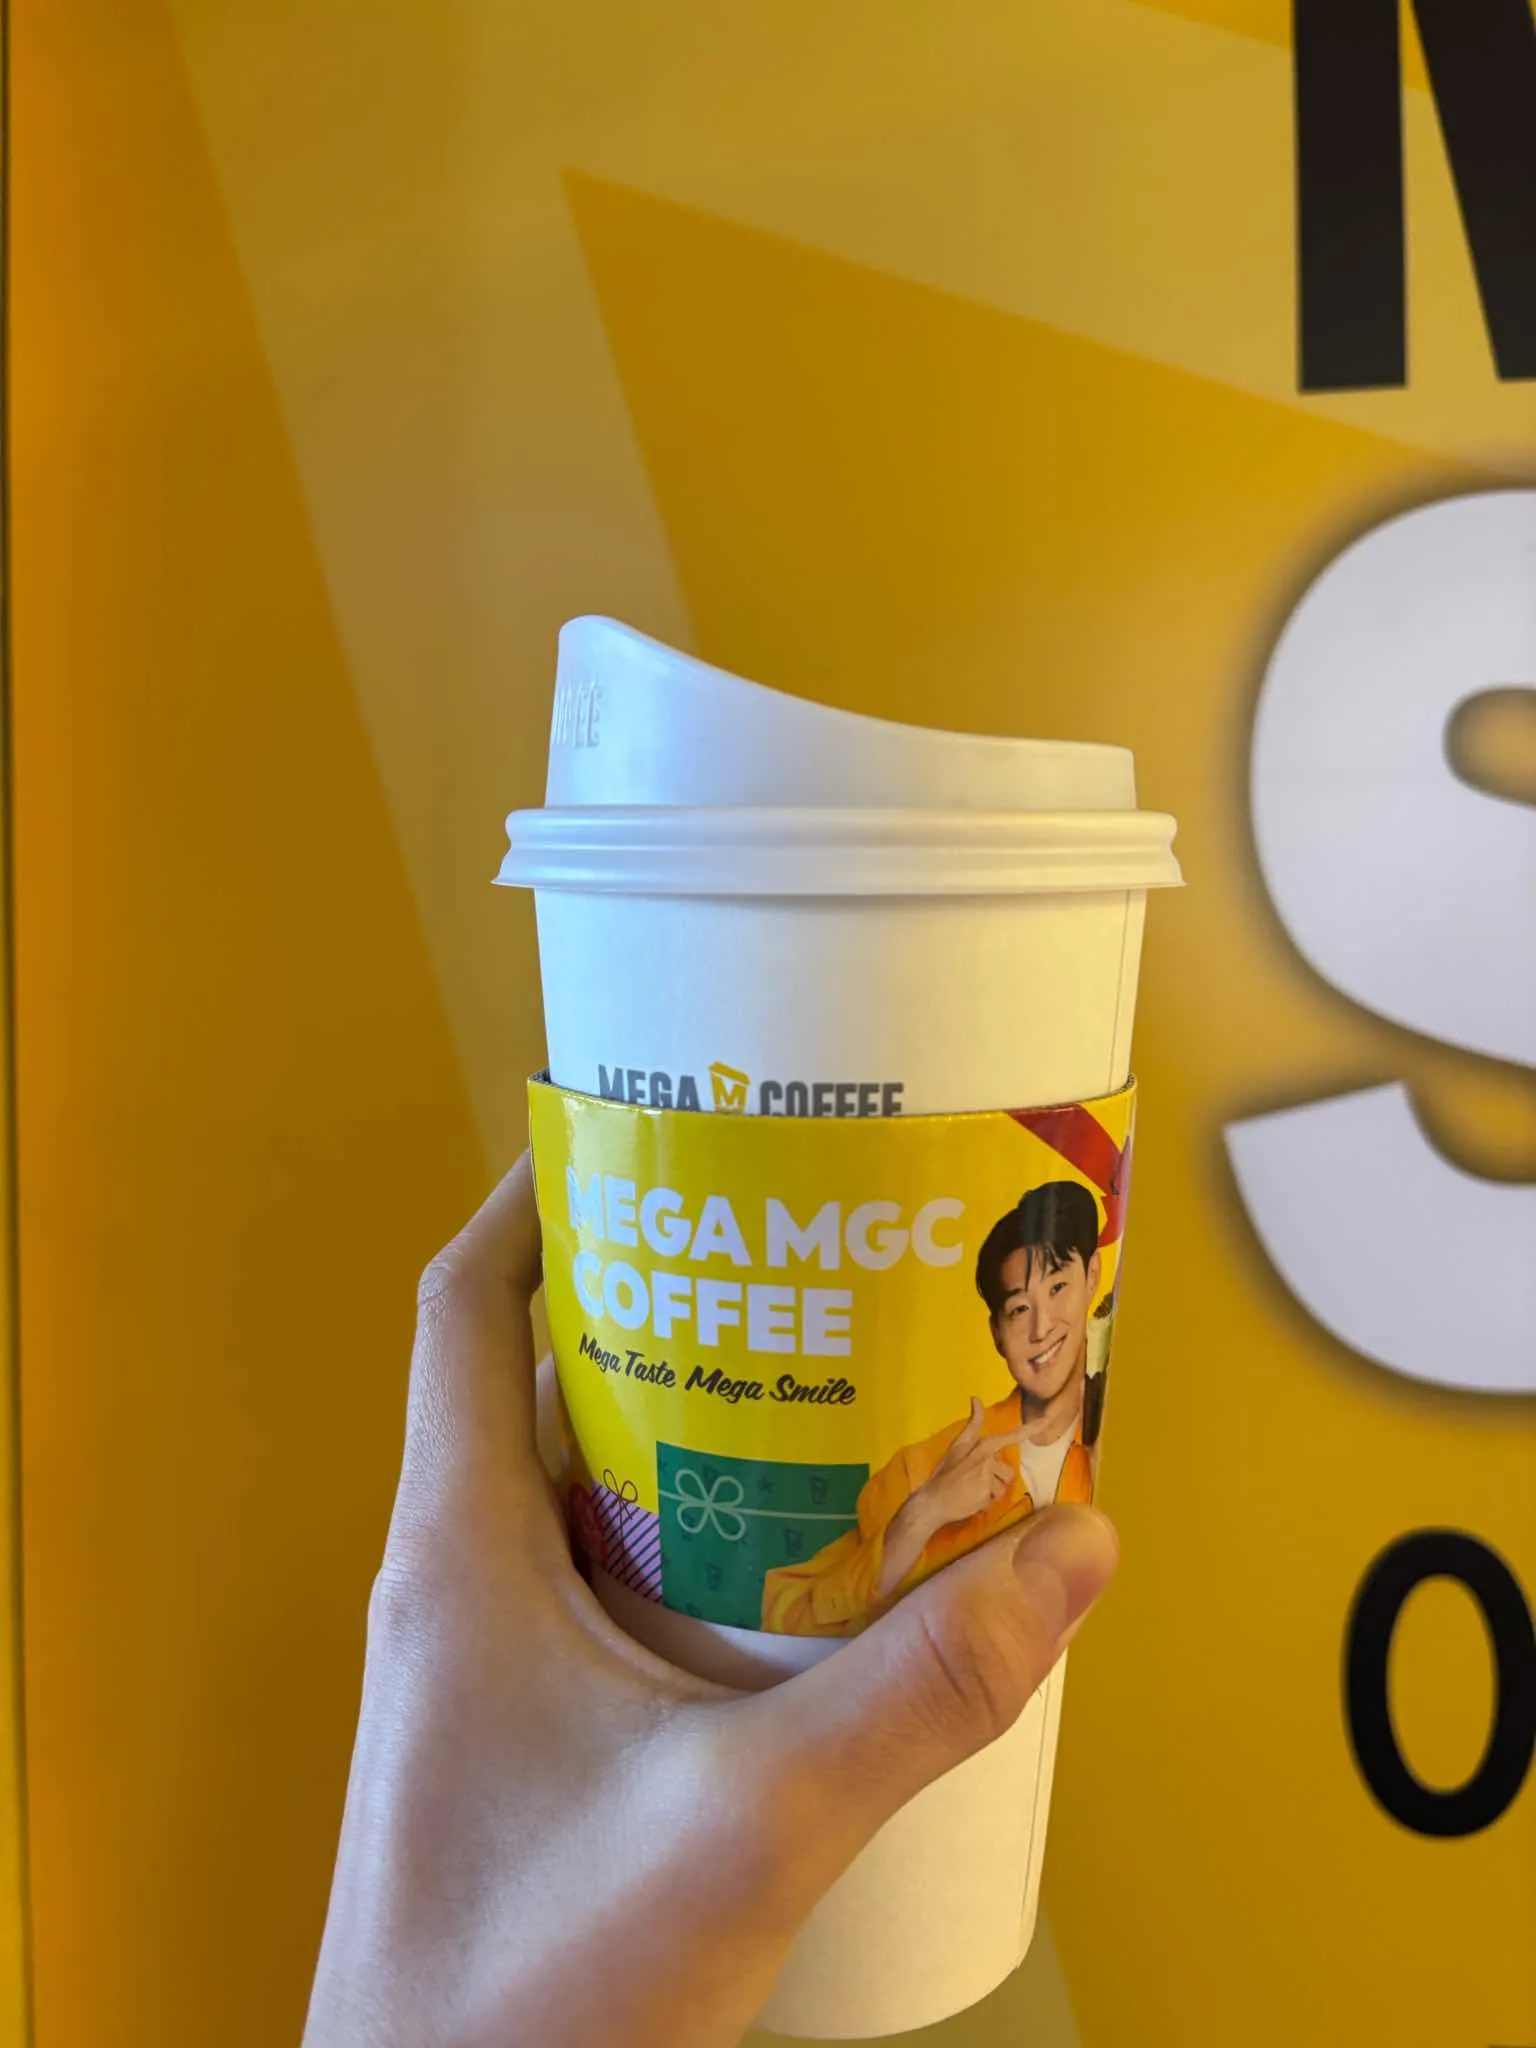 M
S
MEGA M COFFEE
MEGA MGC
COFFEE
Mega Taste Mega Smile
O